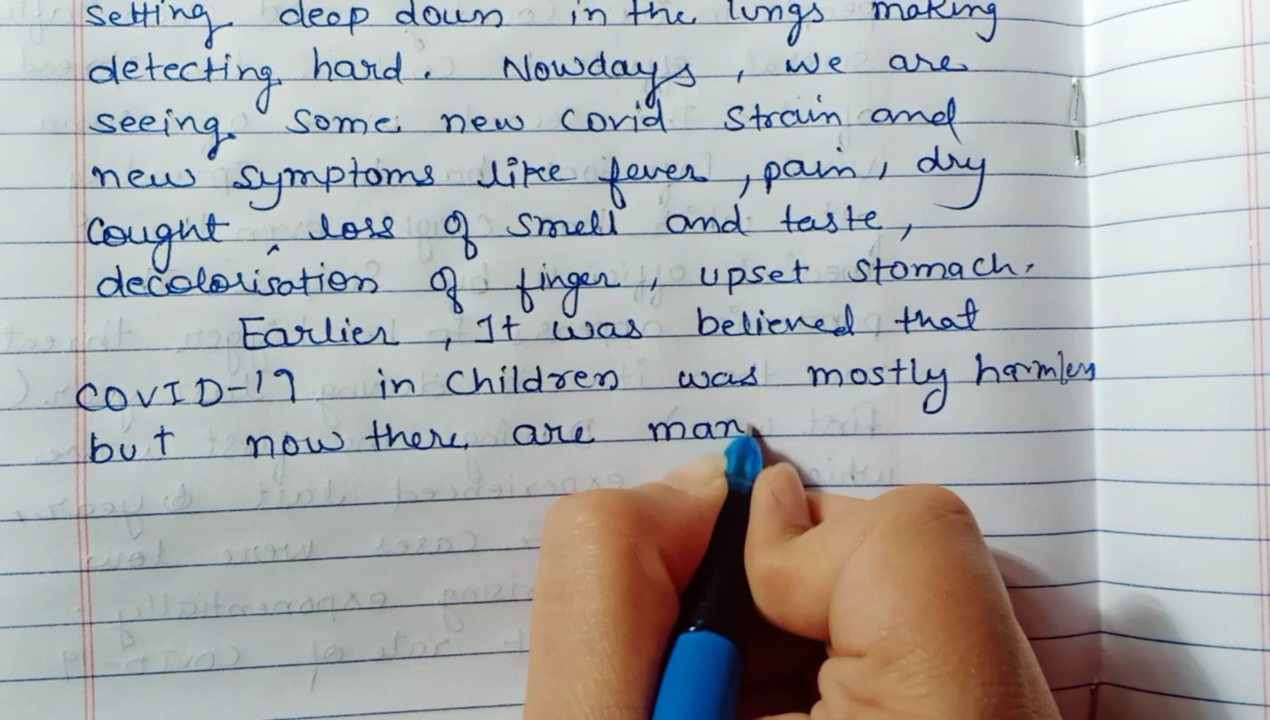 setting deop down in the lungs making
detecting hard. Nowdays, we are
seeing some new covid strain and
new symptoms like fever, pain, dry
cought, loss of smell and taste,
decolorisation of finger, upset stomach.
Earlier, It was believed that
COVID-19 in children was mostly harmles
but now there are man